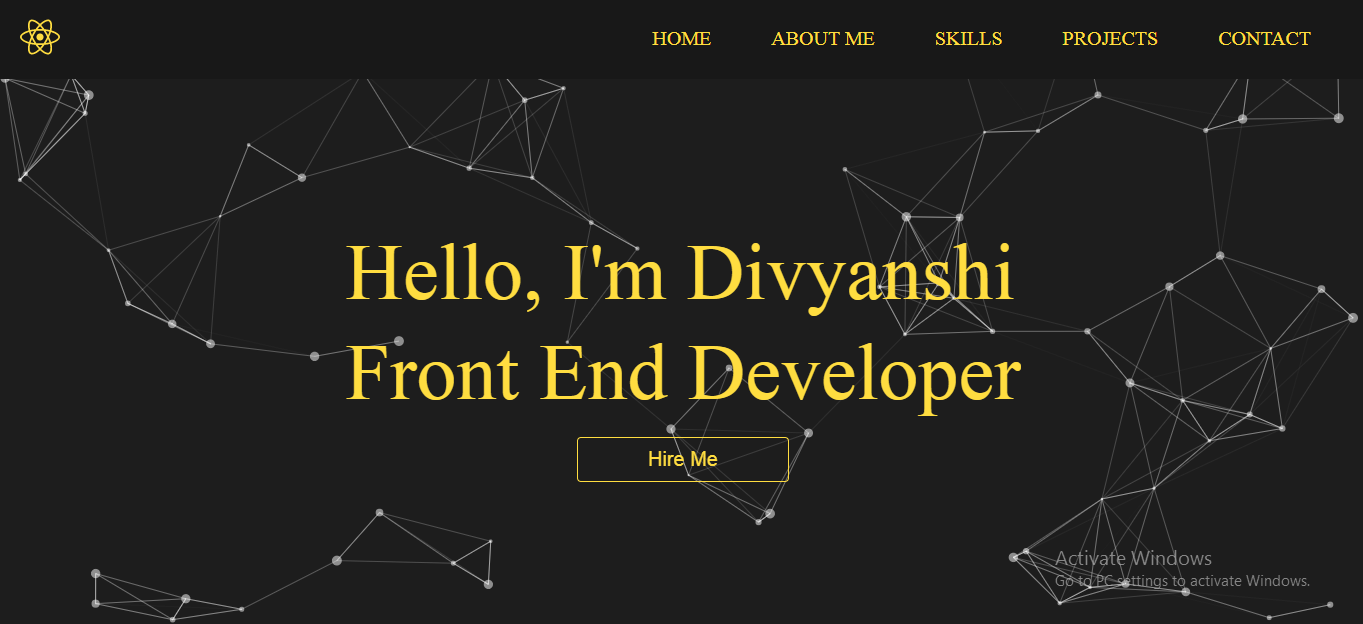 HOME ABOUT ME SKILLS PROJECTS CONTACT
Hello, I'm Divyanshi
Front End Developer
Hire Me
Activate Windows
Go to PC settings to activate Windows.